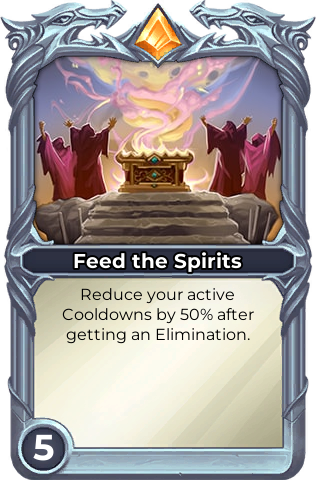 Feed the Spirits
Reduce your active
Cooldowns by 50% after
getting an Elimination.
5